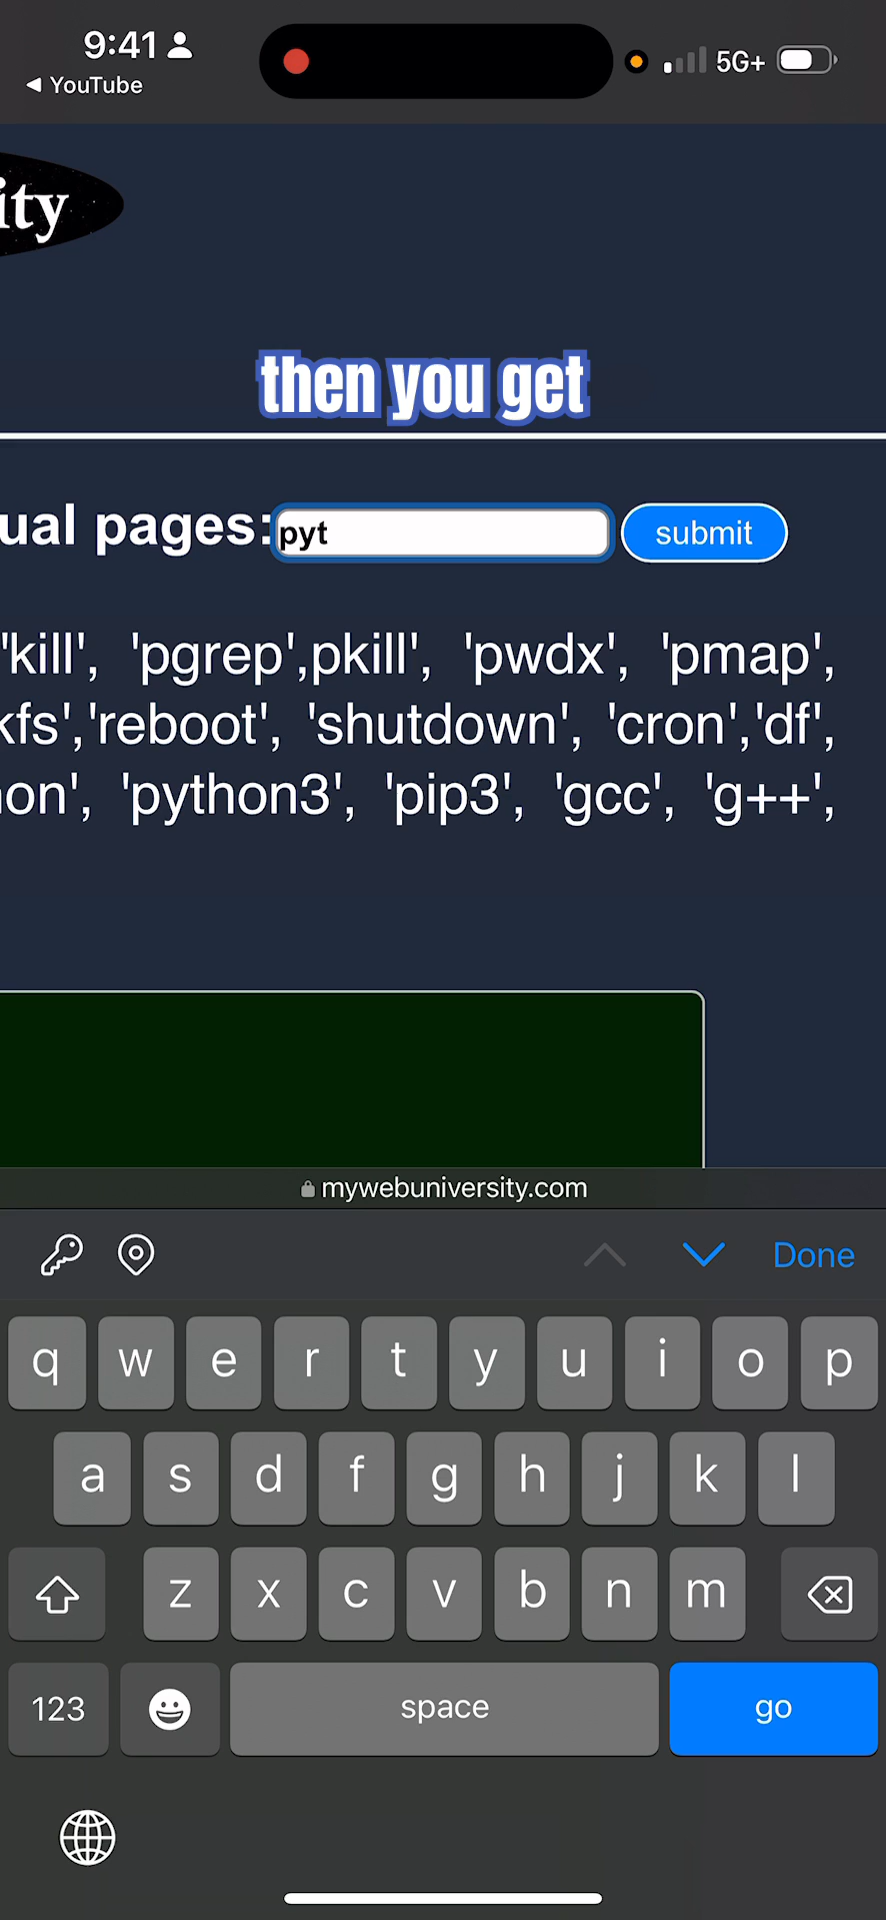 9:41
5G+
YouTube
ity
then you get
ual pages:
pyt
submit
'kill', 'pgrep',pkill', 'pwdx', 'pmap',
kfs','reboot', 'shutdown', 'cron','df',
on', 'python3', 'pip3', 'gcc', 'g++',
mywebuniversity.com
Done
q w e r t y u i o p
a s d f g h j k l
z x c v b n m
123 space go